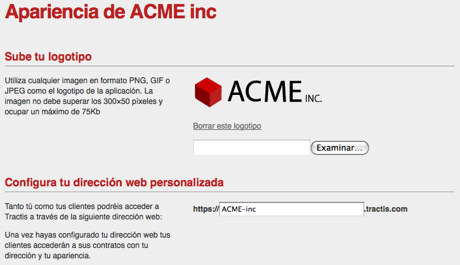 Apariencia de ACME inc
Sube tu logotipo
Utiliza cualquier imagen en formato PNG, GIF o
JPEG como el logotipo de la aplicación. La
imagen no debe superar los 300×50 píxeles y
ocupar un máximo de 75Kb
ACME INC.
Borrar este logotipo
Examinar...
Configura tu dirección web personalizada
Tanto tú como tus clientes podréis acceder a
Tractis a través de la siguiente dirección web:
https:// ACME-inc .tractis.com
Una vez hayas configurado tu dirección web tus
clientes accederán a sus contratos con tu
dirección y tu apariencia.